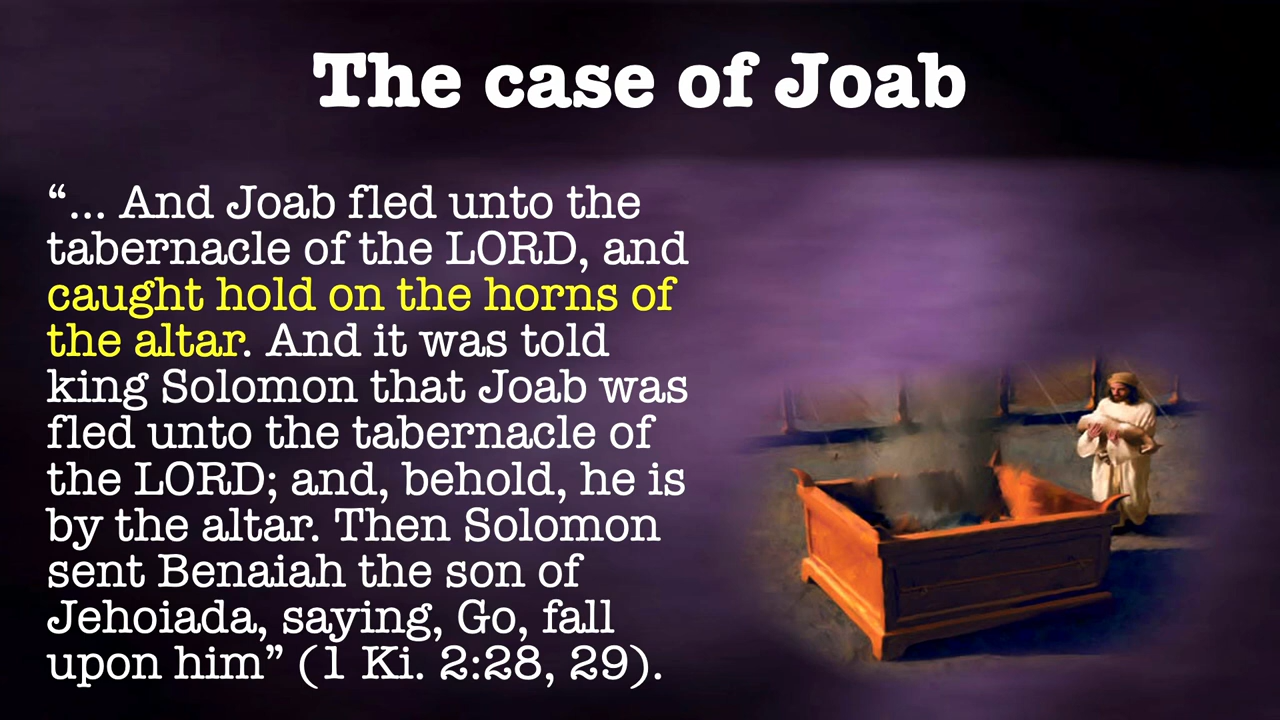 The case of Joab
“... And Joab fled unto the
tabernacle of the LORD, and
caught hold on the horns of
the altar. And it was told
king Solomon that Joab was
fled unto the tabernacle of
the LORD; and, behold, he is
by the altar. Then Solomon
sent Benaiah the son of
Jehoiada, saying, Go, fall
upon him” (1 Ki. 2:28, 29).